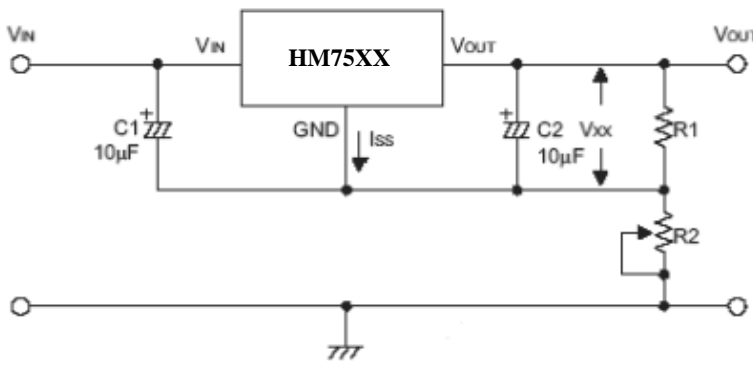 VIN
VIN
HM75XX
VOUT
VOUT
+
C1
10μF
GND
ISS
+
C2
10μF
Vxx
R1
R2